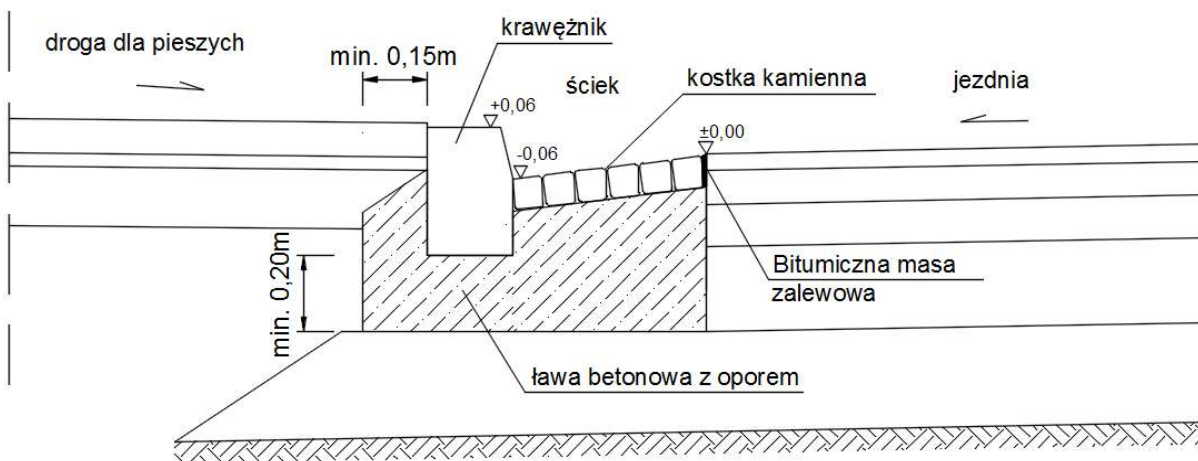 krawężnik
droga dla pieszych
min. 0,15m
ściek
kostka kamienna
jezdnia
+0,06
±0,00
-0,06
min. 0,20m
Bitumiczna masa
zalewowa
ława betonowa z oporem